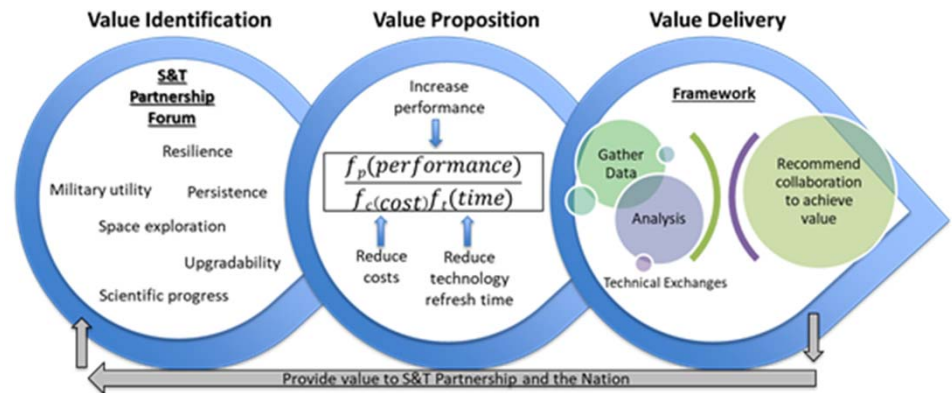 Value Identification
S&T
Partnership
Forum
Resilience
Military utility
Persistence
Space exploration
Upgradability
Scientific progress
Value Proposition
Increase
performance
f_p(performance)
f_c(cost)f_t(time)
Reduce
costs
Reduce
technology
refresh time
Value Delivery
Framework
Gather
Data
Analysis
Technical Exchanges
Recommend
collaboration
to achieve
value
Provide value to S&T Partnership and the Nation